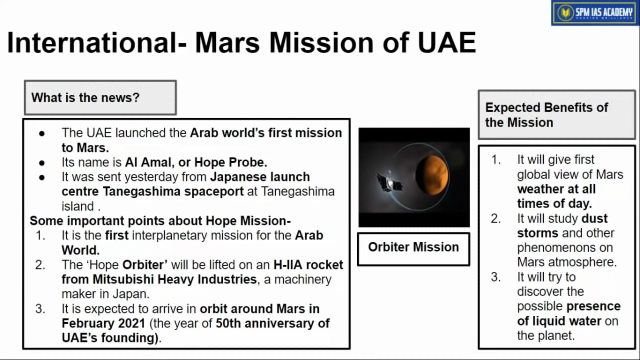 SPM IAS ACADEMY
International- Mars Mission of UAE
What is the news?
● The UAE launched the Arab world's first mission
to Mars.
● Its name is Al Amal, or Hope Probe.
● It was sent yesterday from Japanese launch
centre Tanegashima spaceport at Tanegashima
island .
Some important points about Hope Mission-
1. It is the first interplanetary mission for the Arab
World.
2. The ‘Hope Orbiter’ will be lifted on an H-IIA rocket
from Mitsubishi Heavy Industries, a machinery
maker in Japan.
3. It is expected to arrive in orbit around Mars in
February 2021 (the year of 50th anniversary of
UAE's founding).
Orbiter Mission
Expected Benefits of
the Mission
1. It will give first
global view of Mars
weather at all
times of day.
2. It will study dust
storms and other
phenomenons on
Mars atmosphere.
3. It will try to
discover the
possible presence
of liquid water on
the planet.